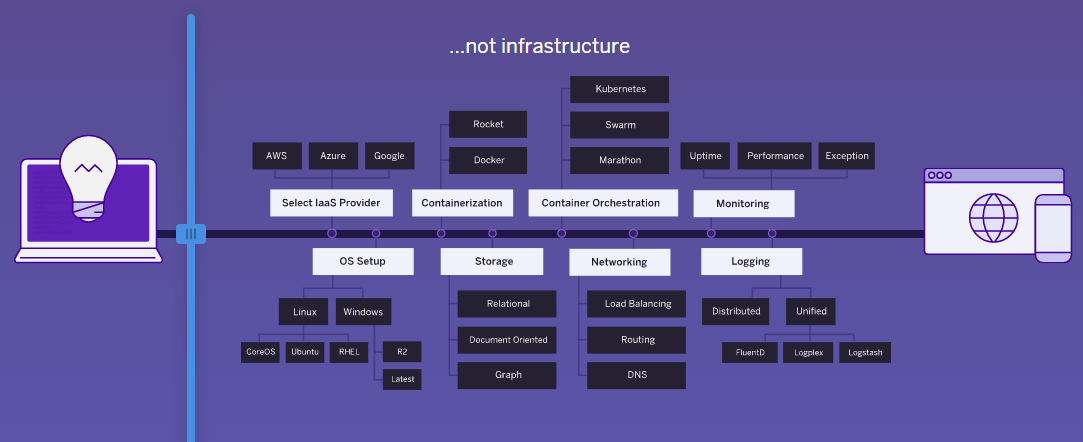 ...not infrastructure
Kubernetes
Rocket
Swarm
AWS
Azure
Google
Docker
Marathon
Uptime
Performance
Exception
Select IaaS Provider
Containerization
Container Orchestration
Monitoring
OS Setup
Storage
Networking
Logging
Linux
Windows
Relational
Load Balancing
Distributed
Unified
CoreOS
Ubuntu
RHEL
R2
Document Oriented
Routing
FluentD
Logplex
Logstash
Latest
Graph
DNS